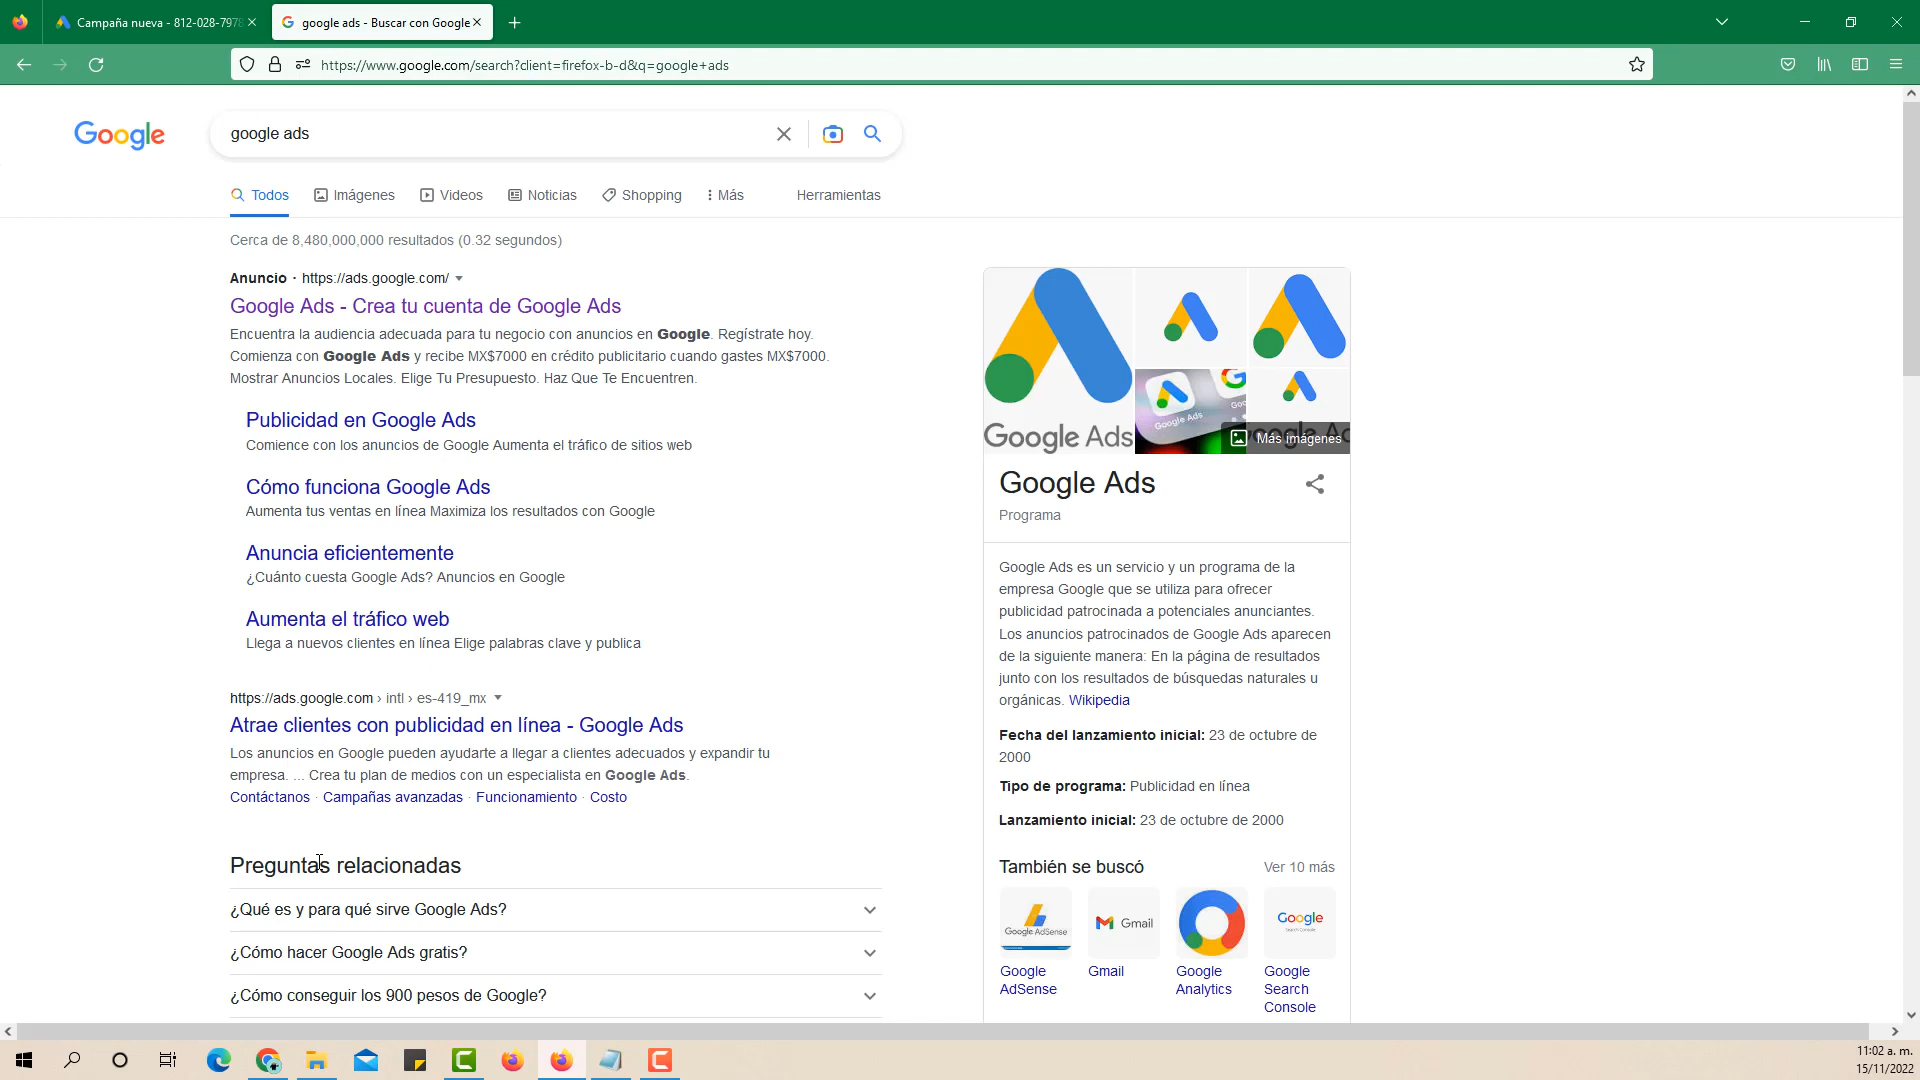 Campaña nueva - 812-028-7978
google ads - Buscar con Google
https://www.google.com/search?client=firefox-b-d&q=google+ads
Google
google ads
Todos
Imágenes
Videos
Noticias
Shopping
Más
Herramientas
Cerca de 8,480,000,000 resultados (0.32 segundos)
Anuncio · https://ads.google.com/
Google Ads - Crea tu cuenta de Google Ads
Encuentra la audiencia adecuada para tu negocio con anuncios en Google. Regístrate hoy.
Comienza con Google Ads y recibe MX$7000 en crédito publicitario cuando gastes MX$7000.
Mostrar Anuncios Locales. Elige Tu Presupuesto. Haz Que Te Encuentren.
Publicidad en Google Ads
Comience con los anuncios de Google Aumenta el tráfico de sitios web
Cómo funciona Google Ads
Aumenta tus ventas en línea Maximiza los resultados con Google
Anuncia eficientemente
¿Cuánto cuesta Google Ads? Anuncios en Google
Aumenta el tráfico web
Llega a nuevos clientes en línea Elige palabras clave y publica
https://ads.google.com › intl › es-419_mx
Atrae clientes con publicidad en línea - Google Ads
Los anuncios en Google pueden ayudarte a llegar a clientes adecuados y expandir tu
empresa. ... Crea tu plan de medios con un especialista en Google Ads.
Contáctanos · Campañas avanzadas · Funcionamiento · Costo
Preguntas relacionadas
¿Qué es y para qué sirve Google Ads?
¿Cómo hacer Google Ads gratis?
¿Cómo conseguir los 900 pesos de Google?
Google Ads
Google Ads
Más imágenes
Google Ads
Programa
Google Ads es un servicio y un programa de la
empresa Google que se utiliza para ofrecer
publicidad patrocinada a potenciales anunciantes.
Los anuncios patrocinados de Google Ads aparecen
de la siguiente manera: En la página de resultados
junto con los resultados de búsquedas naturales u
orgánicas. Wikipedia
Fecha del lanzamiento inicial: 23 de octubre de
2000
Tipo de programa: Publicidad en línea
Lanzamiento inicial: 23 de octubre de 2000
También se buscó
Ver 10 más
Google AdSense
Gmail
Google
Search Console
Google
AdSense
Gmail
Google
Analytics
Google
Search
Console
11:02 a. m.
15/11/2022